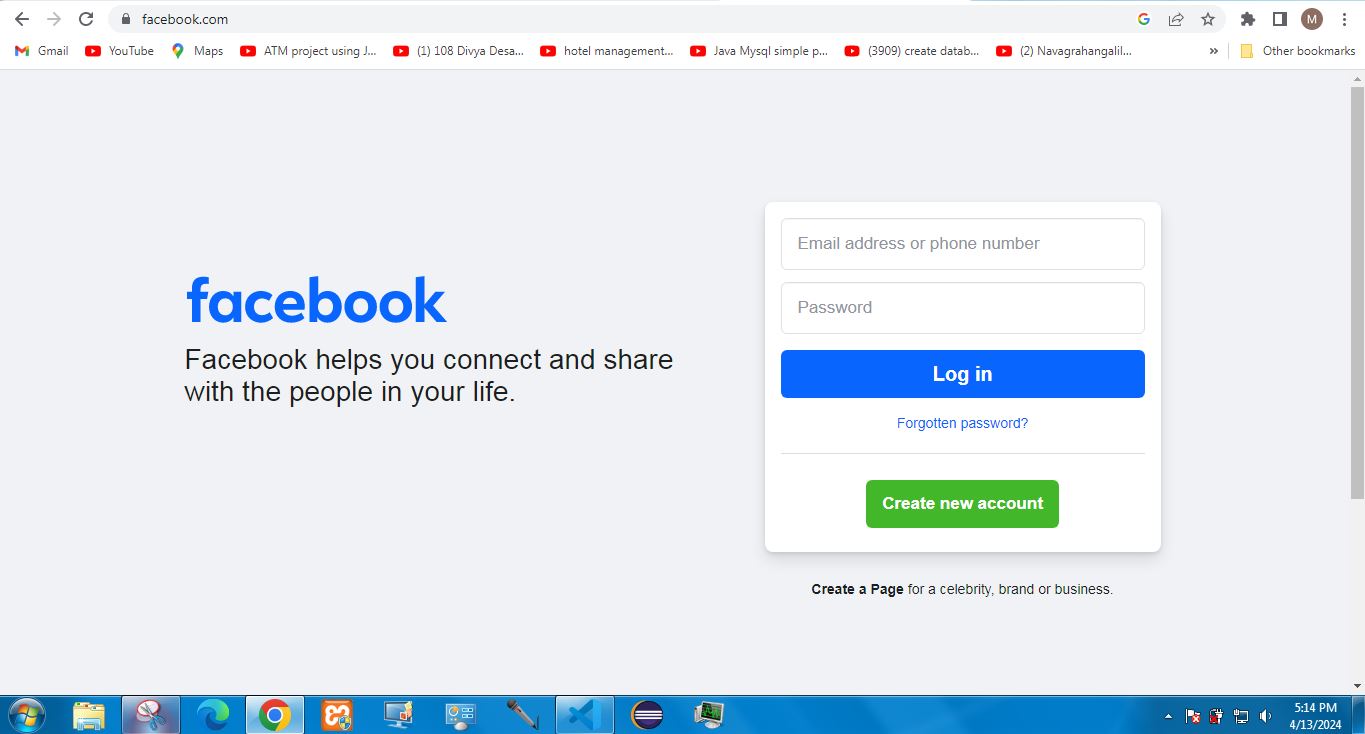 facebook.com
M
Gmail
YouTube
Maps
ATM project using J...
(1) 108 Divya Desa...
hotel management...
Java Mysql simple p...
(3909) create datab...
(2) Navagrahangalil...
»
Other bookmarks
facebook
Facebook helps you connect and share
with the people in your life.
Email address or phone number
Password
Log in
Forgotten password?
Create new account
Create a Page for a celebrity, brand or business.
5:14 PM
4/13/2024